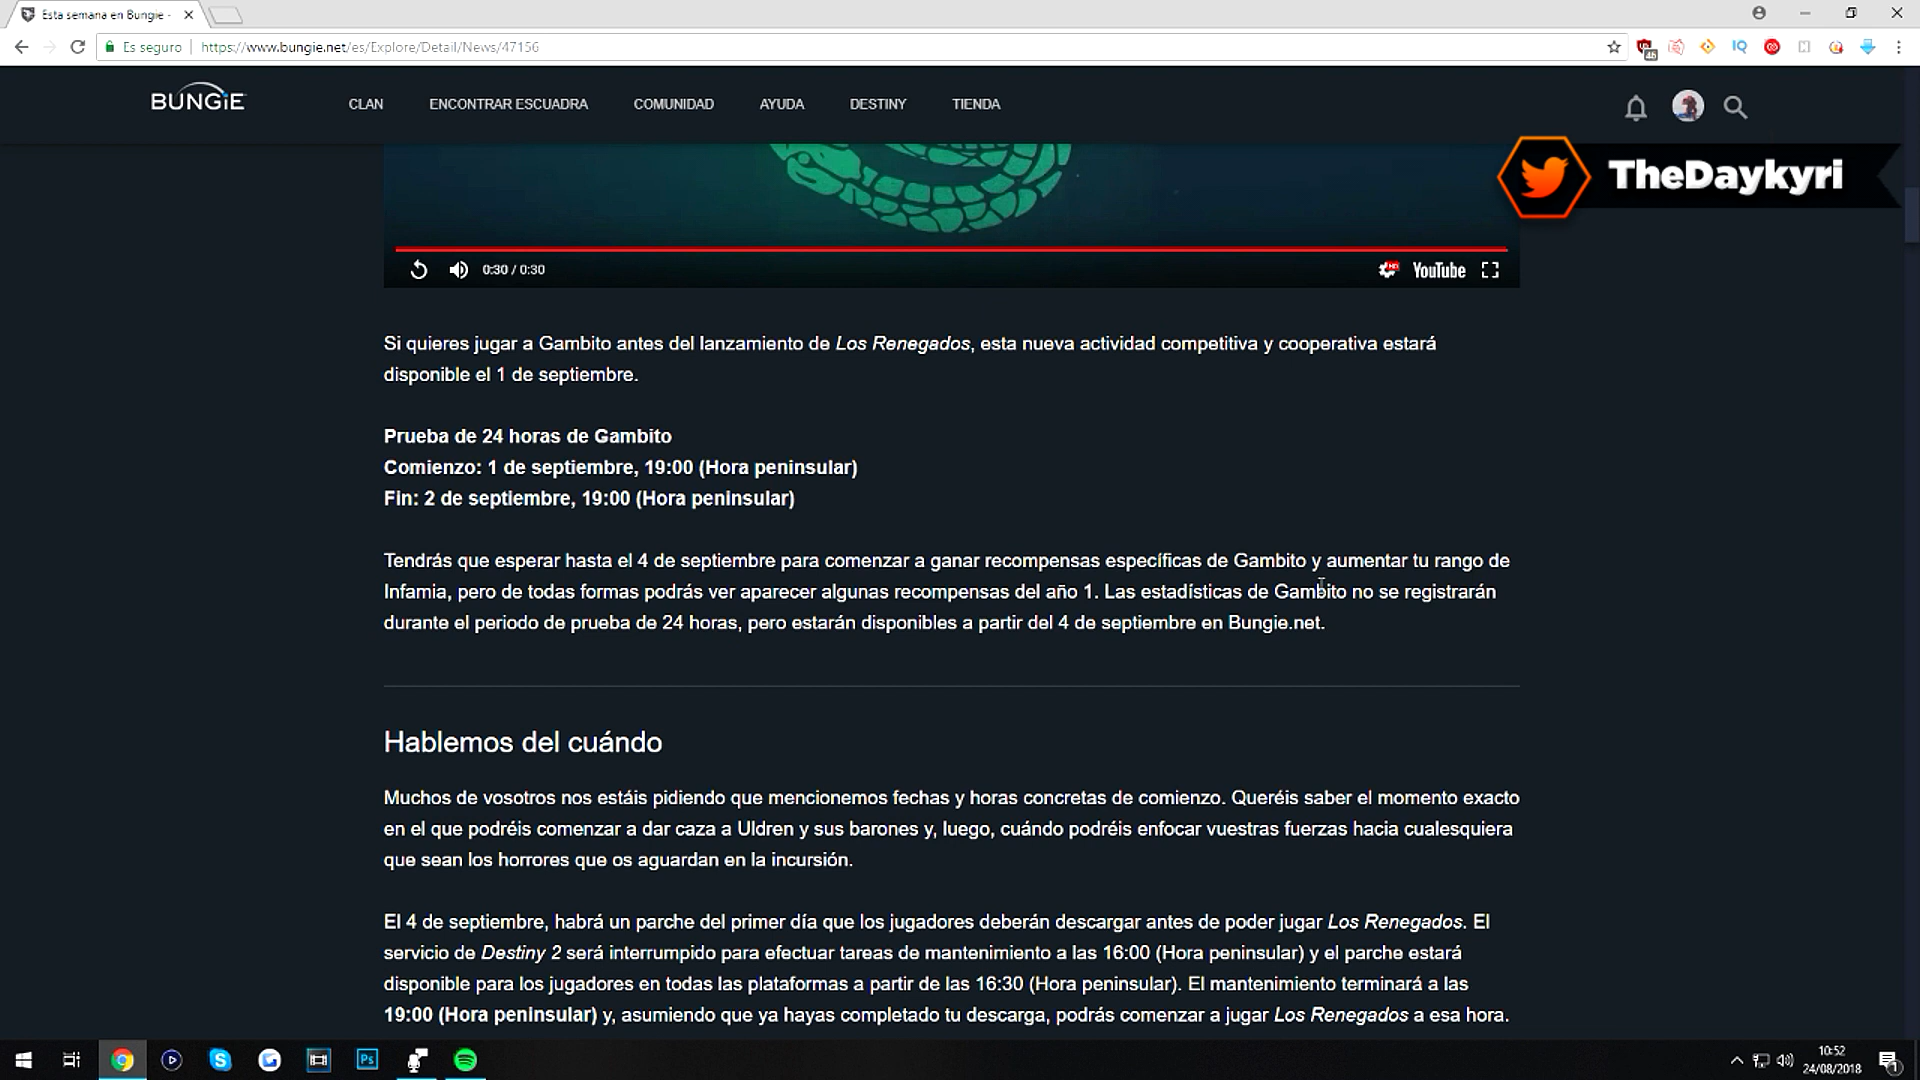 Esta semana en Bungie -
Es seguro
https://www.bungie.net/es/Explore/Detail/News/47156
46
IQ
BUNGiE
CLAN
ENCONTRAR ESCUADRA
COMUNIDAD
AYUDA
DESTINY
TIENDA
TheDaykyri
0:30 / 0:30
HD
YouTube
Si quieres jugar a Gambito antes del lanzamiento de Los Renegados, esta nueva actividad competitiva y cooperativa estará
disponible el 1 de septiembre.
Prueba de 24 horas de Gambito
Comienzo: 1 de septiembre, 19:00 (Hora peninsular)
Fin: 2 de septiembre, 19:00 (Hora peninsular)
Tendrás que esperar hasta el 4 de septiembre para comenzar a ganar recompensas específicas de Gambito y aumentar tu rango de
Infamia, pero de todas formas podrás ver aparecer algunas recompensas del año 1. Las estadísticas de Gambito no se registrarán
durante el periodo de prueba de 24 horas, pero estarán disponibles a partir del 4 de septiembre en Bungie.net.
Hablemos del cuándo
Muchos de vosotros nos estáis pidiendo que mencionemos fechas y horas concretas de comienzo. Queréis saber el momento exacto
en el que podréis comenzar a dar caza a Uldren y sus barones y, luego, cuándo podréis enfocar vuestras fuerzas hacia cualesquiera
que sean los horrores que os aguardan en la incursión.
El 4 de septiembre, habrá un parche del primer día que los jugadores deberán descargar antes de poder jugar Los Renegados. El
servicio de Destiny 2 será interrumpido para efectuar tareas de mantenimiento a las 16:00 (Hora peninsular) y el parche estará
disponible para los jugadores en todas las plataformas a partir de las 16:30 (Hora peninsular). El mantenimiento terminará a las
19:00 (Hora peninsular) y, asumiendo que ya hayas completado tu descarga, podrás comenzar a jugar Los Renegados a esa hora.
Ps
10:52
24/08/2018
1